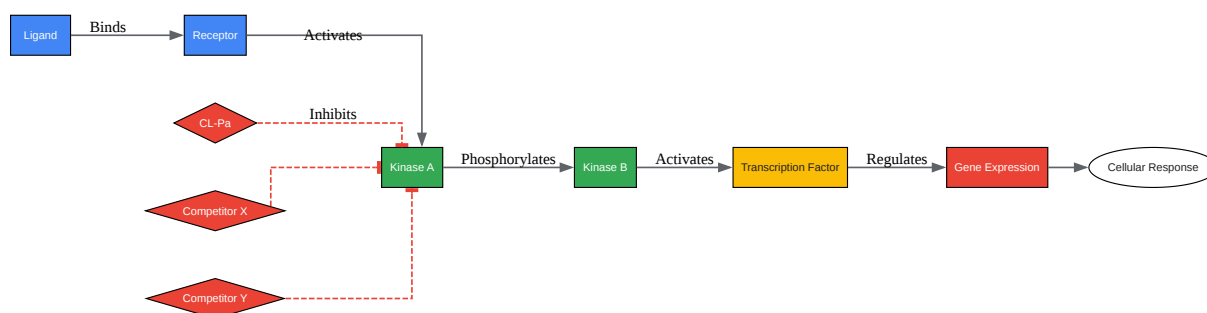 Ligand
Binds
Receptor
Activates
CL-Pa
Inhibits
Kinase A
Phosphorylates
Kinase B
Activates
Transcription Factor
Regulates
Gene Expression
Cellular Response
Competitor X
Competitor Y